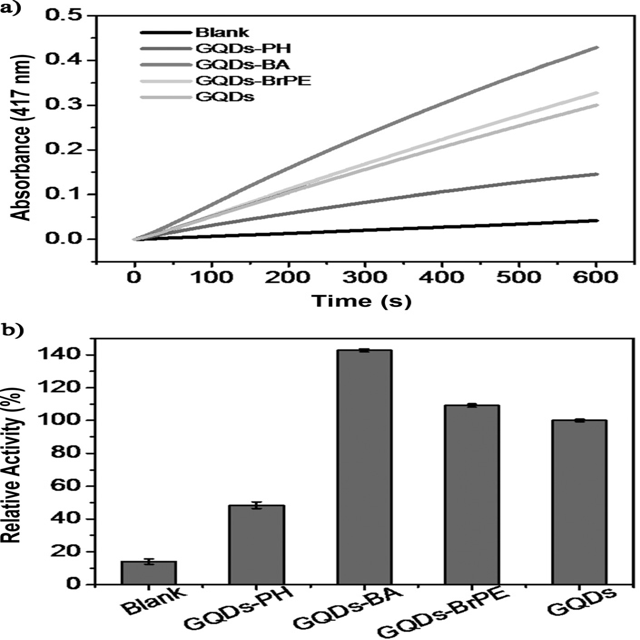 a)
0.5
0.4
0.3
0.2
0.1
0.0
Absorbance (417 nm)
Blank
GQDs-PH
GQDs-BA
GQDs-BrPE
GQDs
0 100 200 300 400 500 600
Time (s)
b)
140
120
100
80
60
40
20
0
Relative Activity (%)
Blank GQDs-PH GQDs-BA GQDs-BrPE GQDs